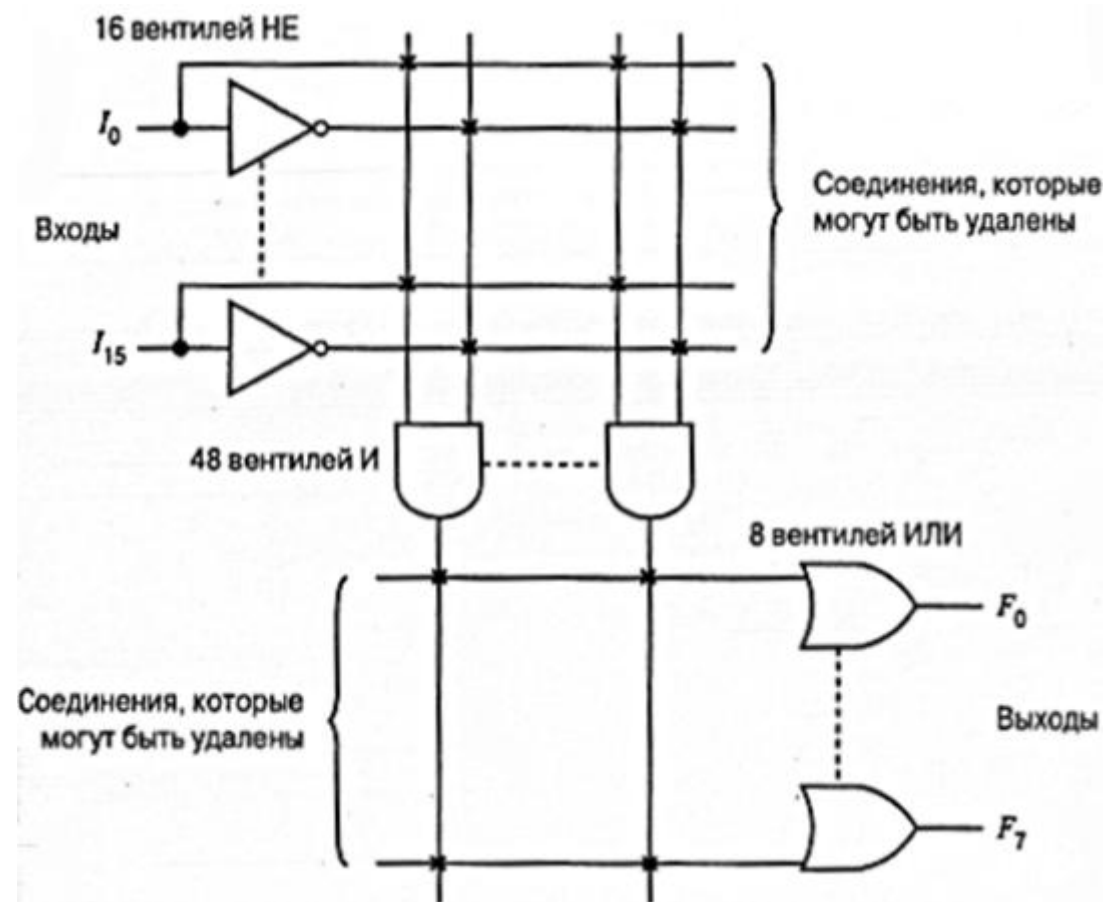 16 вентилей НЕ
I0
Входы
Соединения, которые
могут быть удалены
I15
48 вентилей И
8 вентилей ИЛИ
F0
Соединения, которые
могут быть удалены
Выходы
F7